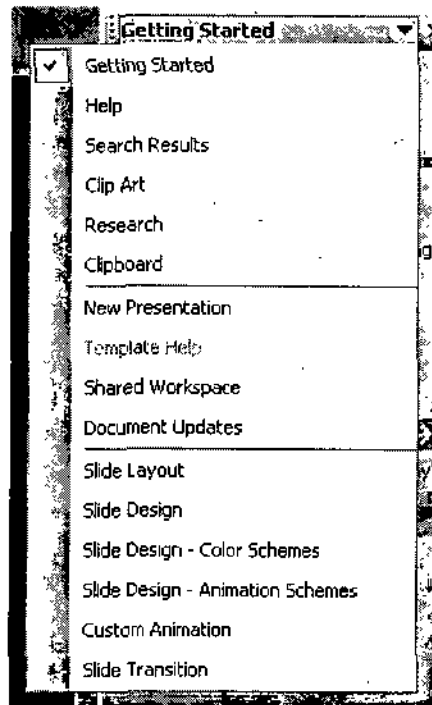 Getting Started
Getting Started
Help
Search Results
Clip Art
Research
Clipboard
New Presentation
Template Help
Shared Workspace
Document Updates
Slide Layout
Slide Design
Slide Design - Color Schemes
Slide Design - Animation Schemes
Custom Animation
Slide Transition